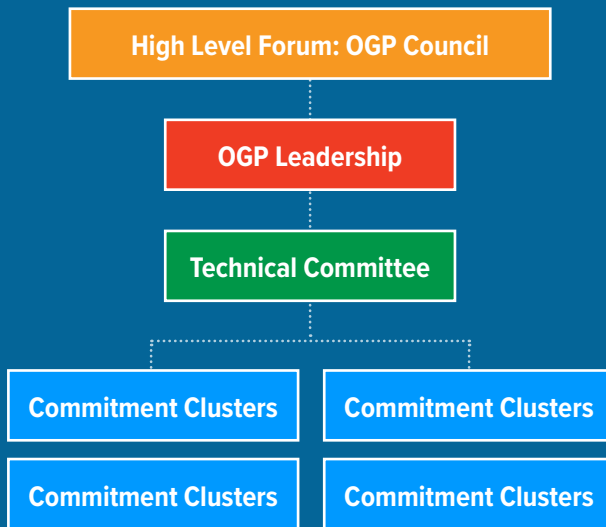 High Level Forum: OGP Council
OGP Leadership
Technical Committee
Commitment Clusters
Commitment Clusters
Commitment Clusters
Commitment Clusters